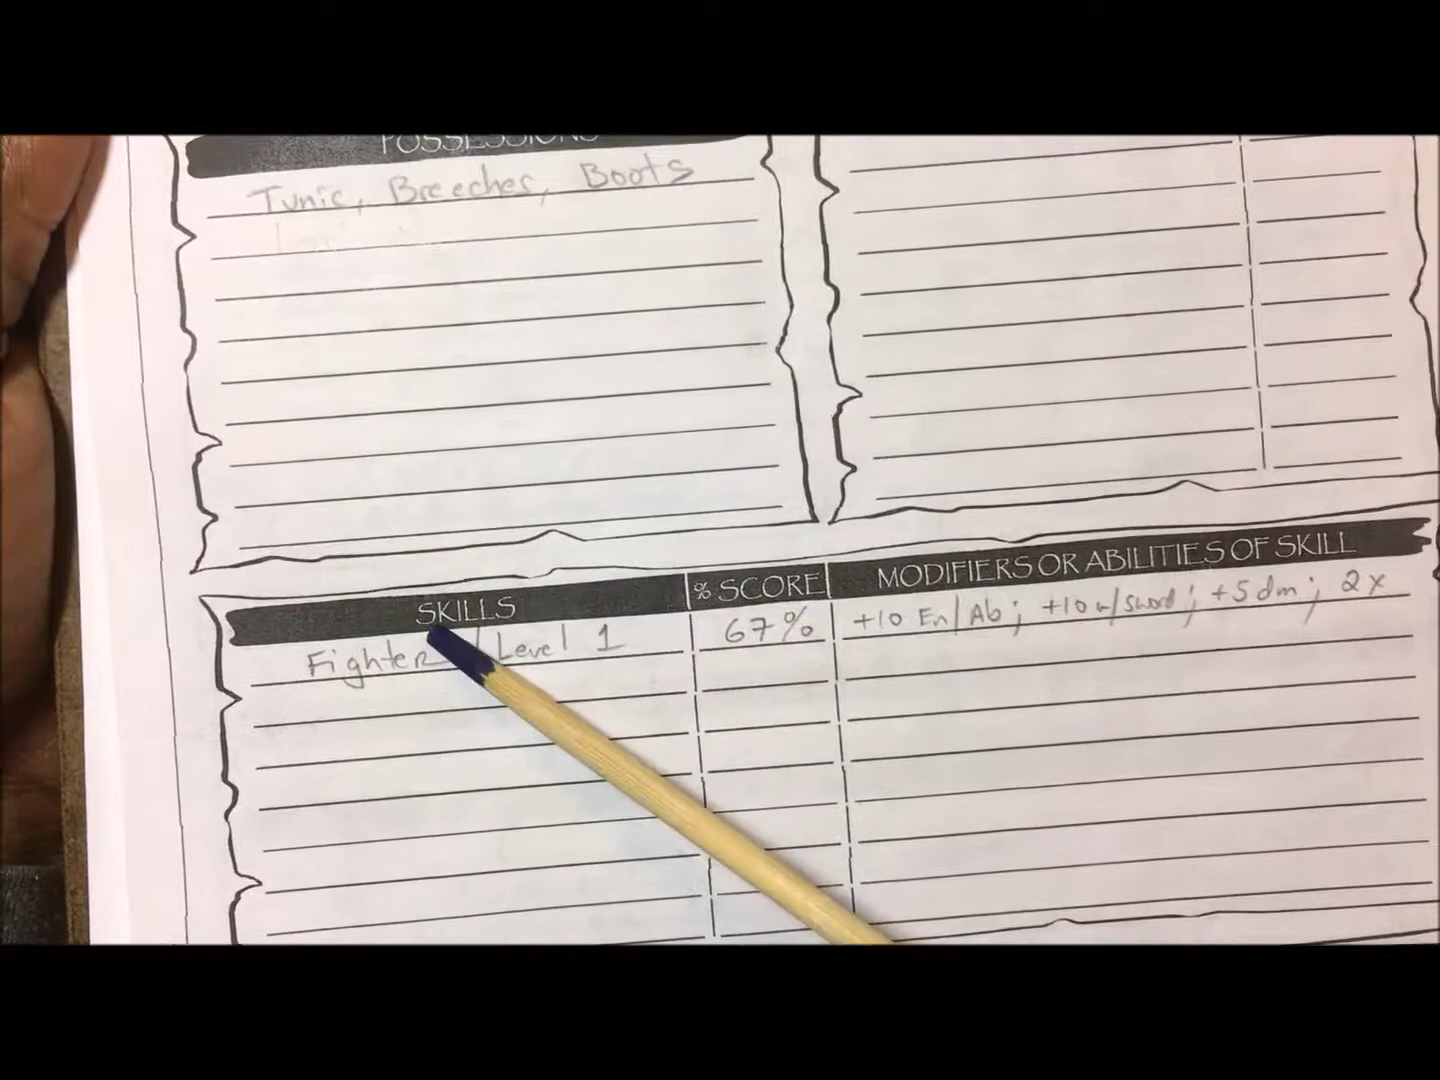 POSSESSIONS
Tunic, Breeches, Boots
SKILLS
% SCORE
MODIFIERS OR ABILITIES OF SKILL
Fighter / Level 1
67%
+10 En/Ab; +10 w/sword; +5 dm; 2x